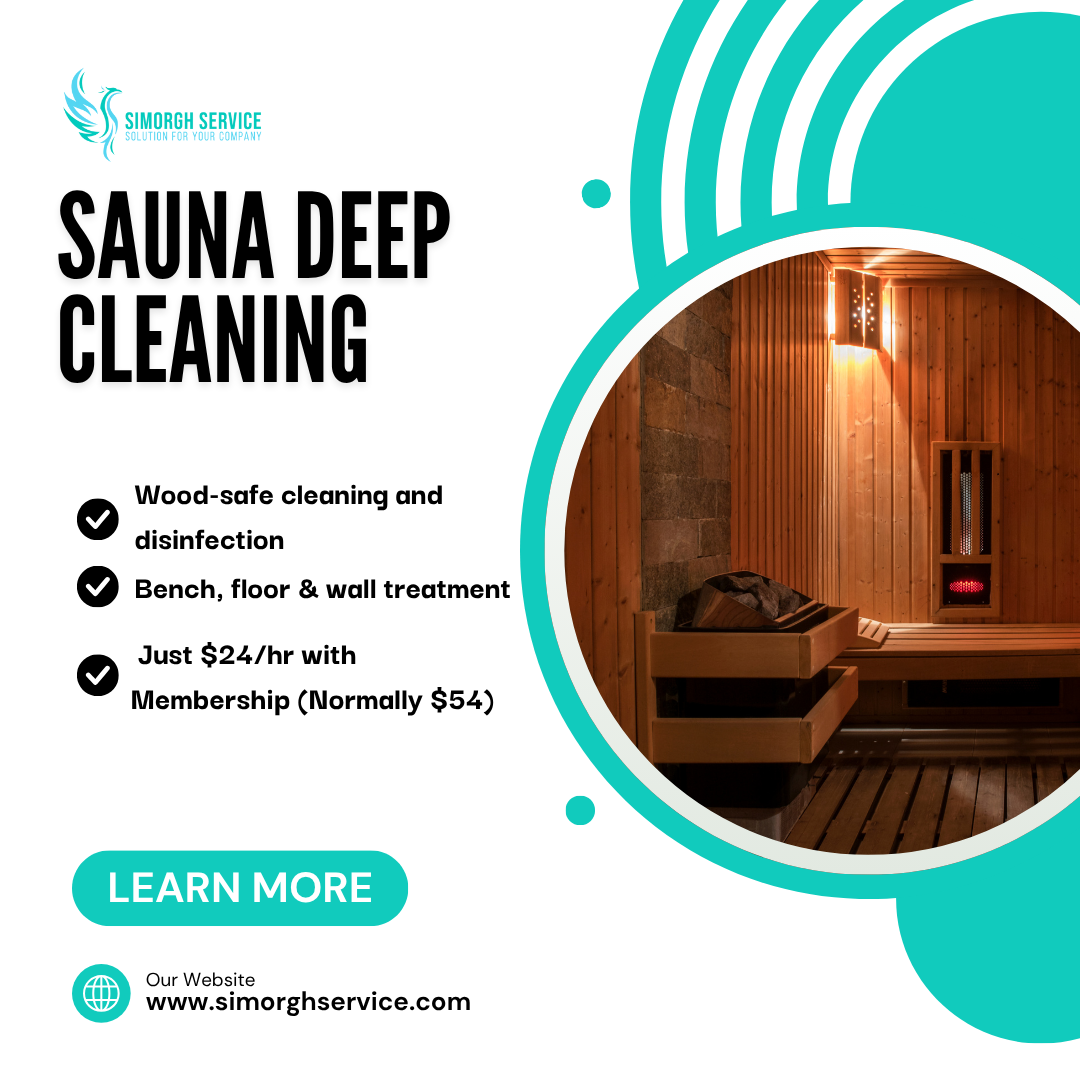 SIMORGH SERVICE
SOLUTION FOR YOUR COMPANY
SAUNA DEEP
CLEANING
Wood-safe cleaning and
disinfection
Bench, floor & wall treatment
Just $24/hr with
Membership (Normally $54)
LEARN MORE
Our Website
www.simorghservice.com